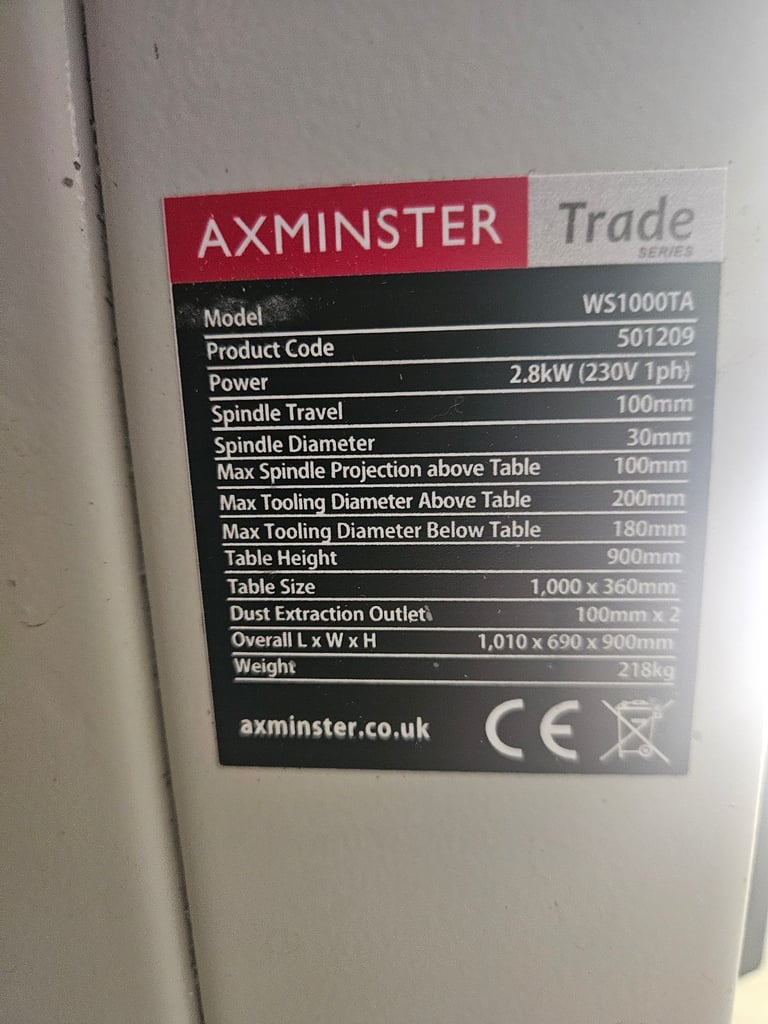 AXMINSTER Trade
SERIES
Model WS1000TA
Product Code 501209
Power 2.8kW (230V 1ph)
Spindle Travel 100mm
Spindle Diameter 30mm
Max Spindle Projection above Table 100mm
Max Tooling Diameter Above Table 200mm
Max Tooling Diameter Below Table 180mm
Table Height 900mm
Table Size 1,000 x 360mm
Dust Extraction Outlet 100mm x 2
Overall L x W x H 1,010 x 690 x 900mm
Weight 218kg
axminster.co.uk CE